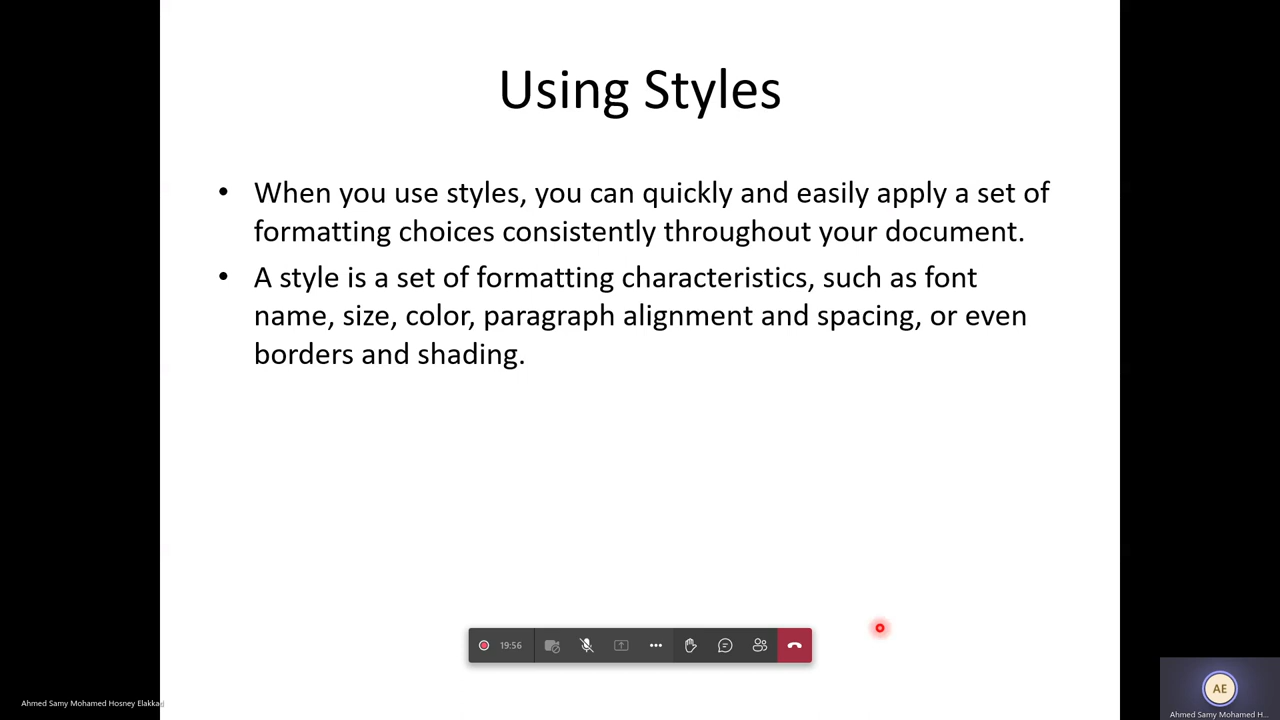 Using Styles
• When you use styles, you can quickly and easily apply a set of
formatting choices consistently throughout your document.
• A style is a set of formatting characteristics, such as font
name, size, color, paragraph alignment and spacing, or even
borders and shading.
19:56
AE
Ahmed Samy Mohamed Hosney Elakkad
Ahmed Samy Mohamed H...